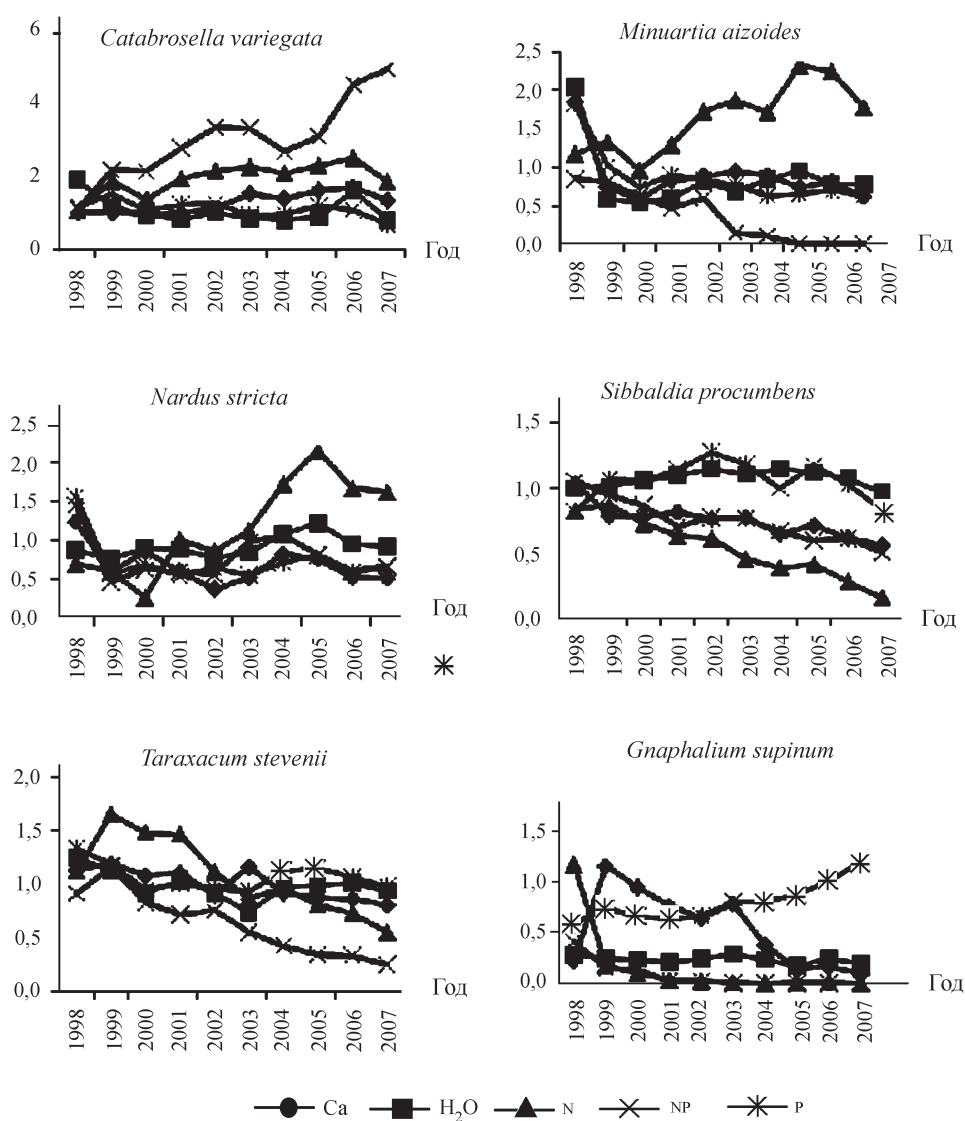 Catabrosella variegata
6
4
2
0
1998 1999 2000 2001 2002 2003 2004 2005 2006 2007
Год
Minuartia aizoides
2,5
2,0
1,5
1,0
0,5
0,0
1998 1999 2000 2001 2002 2003 2004 2005 2006 2007
Год
Nardus stricta
2,5
2,0
1,5
1,0
0,5
0,0
1998 1999 2000 2001 2002 2003 2004 2005 2006 2007
Год
Sibbaldia procumbens
1,5
1,0
0,5
0,0
1998 1999 2000 2001 2002 2003 2004 2005 2006 2007
Год
Taraxacum stevenii
2,0
1,5
1,0
0,5
0,0
1998 1999 2000 2001 2002 2003 2004 2005 2006 2007
Год
Gnaphalium supinum
1,5
1,0
0,5
0,0
1998 1999 2000 2001 2002 2003 2004 2005 2006 2007
Год
Ca H₂O N NP P